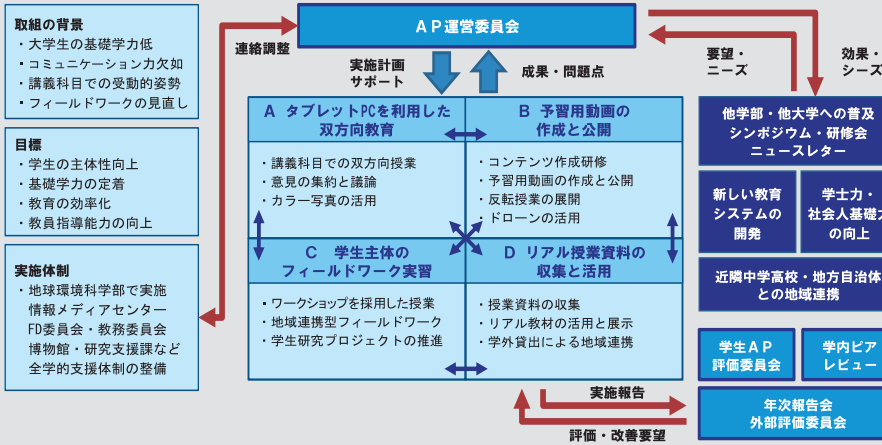 取組の背景
・大学生の基礎学力低
・コミュニケーション力欠如
・講義科目での受動的姿勢
・フィールドワークの見直し
目標
・学生の主体性向上
・基礎学力の定着
・教育の効率化
・教員指導能力の向上
実施体制
・地球環境科学部で実施
情報メディアセンター
FD委員会・教務委員会
博物館・研究支援課など
全学的支援体制の整備
連絡調整
AP運営委員会
実施計画
サポート
成果・問題点
要望・
ニーズ
効果・
シーズ
A タブレットPCを利用した
双方向教育
・講義科目での双方向授業
・意見の集約と議論
・カラー写真の活用
B 予習用動画の
作成と公開
・コンテンツ作成研修
・予習用動画の作成と公開
・反転授業の展開
・ドローンの活用
C 学生主体の
フィールドワーク実習
・ワークショップを採用した授業
・地域連携型フィールドワーク
・学生研究プロジェクトの推進
D リアル授業資料の
収集と活用
・授業資料の収集
・リアル教材の活用と展示
・学外貸出による地域連携
他学部・他大学への普及
シンポジウム・研修会
ニュースレター
新しい教育
システムの
開発
学士力・
社会人基礎力
の向上
近隣中学高校・地方自治体
との地域連携
学生AP
評価委員会
学内ピア
レビュー
実施報告
年次報告会
外部評価委員会
評価・改善要望